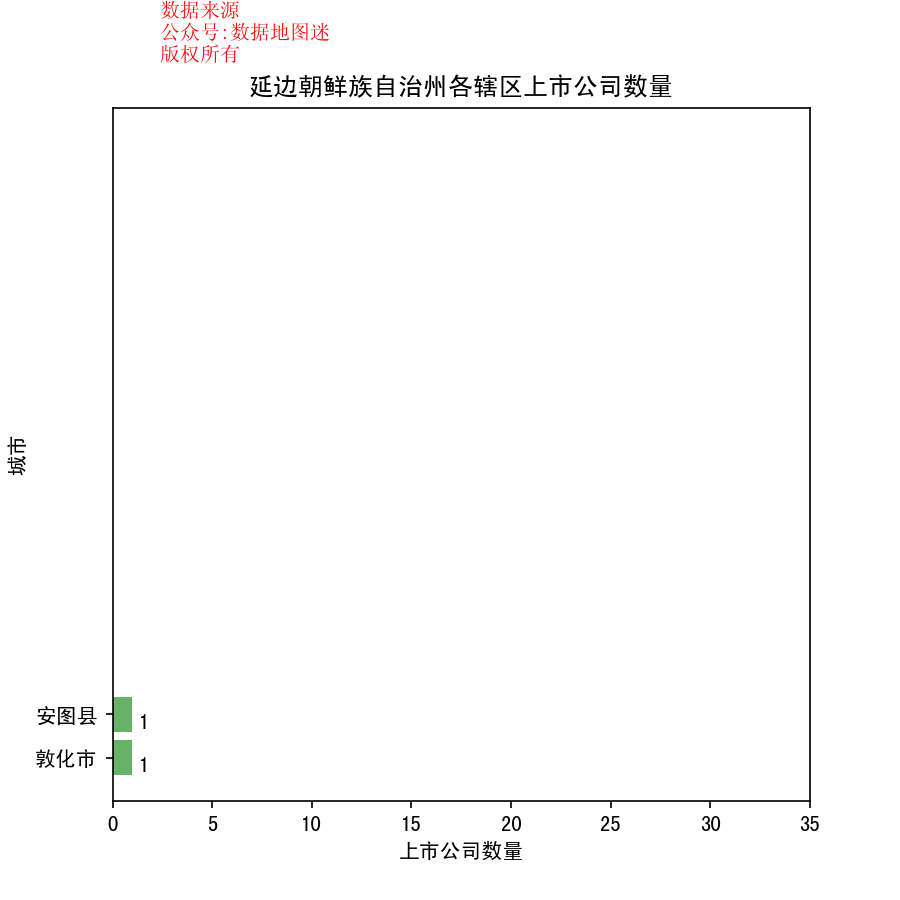 数据来源
公众号:数据地图迷
版权所有
延边朝鲜族自治州各辖区上市公司数量
城市
安图县
1
敦化市
1
0 5 10 15 20 25 30 35
上市公司数量